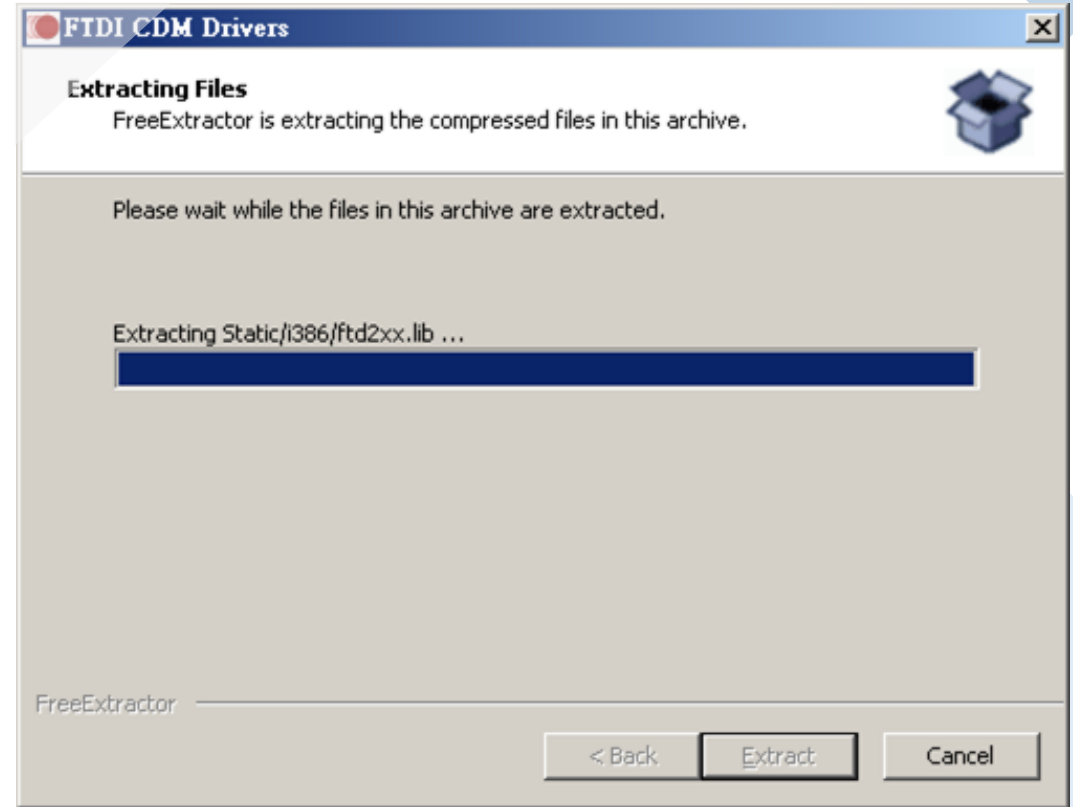 FTDI CDM Drivers
Extracting Files
FreeExtractor is extracting the compressed files in this archive.
Please wait while the files in this archive are extracted.
Extracting Static/i386/ftd2xx.lib ...
FreeExtractor
< Back
Extract
Cancel